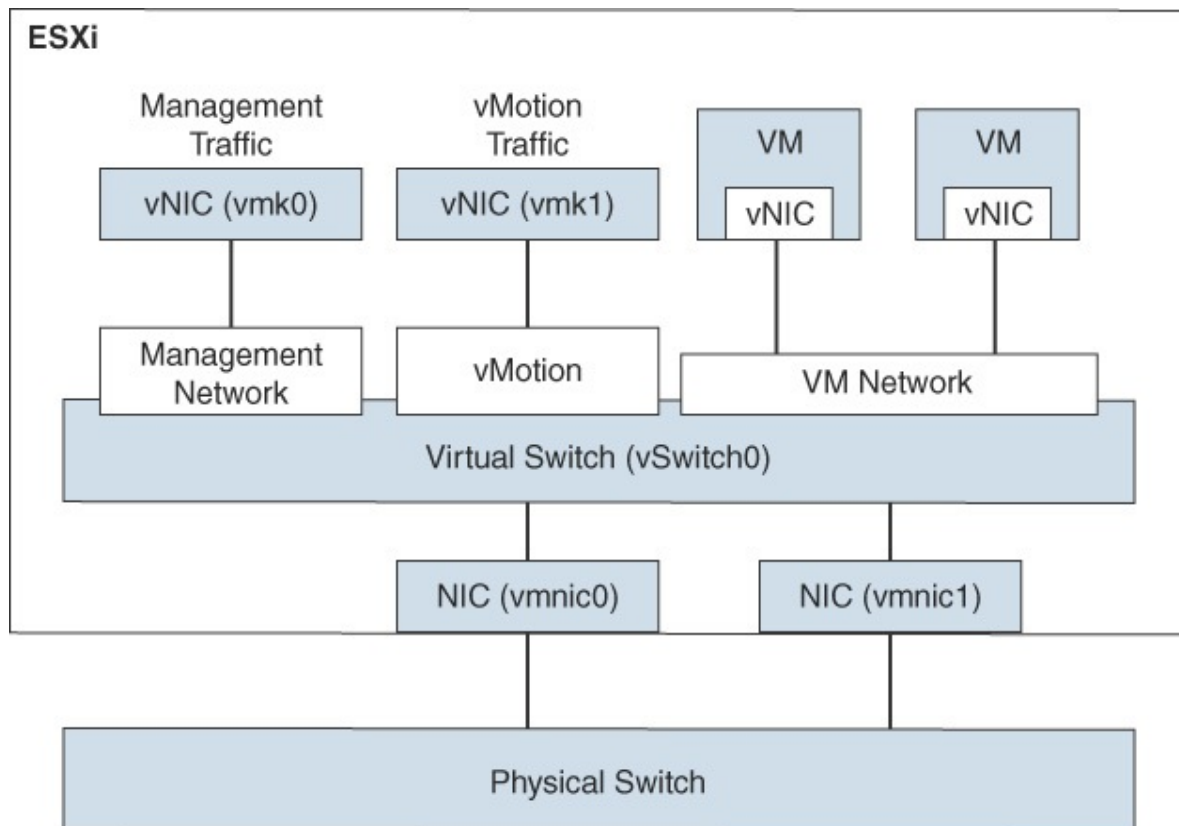 ESXi
Management
Traffic
vMotion
Traffic
vNIC (vmk0)
vNIC (vmk1)
VM
vNIC
VM
vNIC
Management
Network
vMotion
VM Network
Virtual Switch (vSwitch0)
NIC (vmnic0)
NIC (vmnic1)
Physical Switch